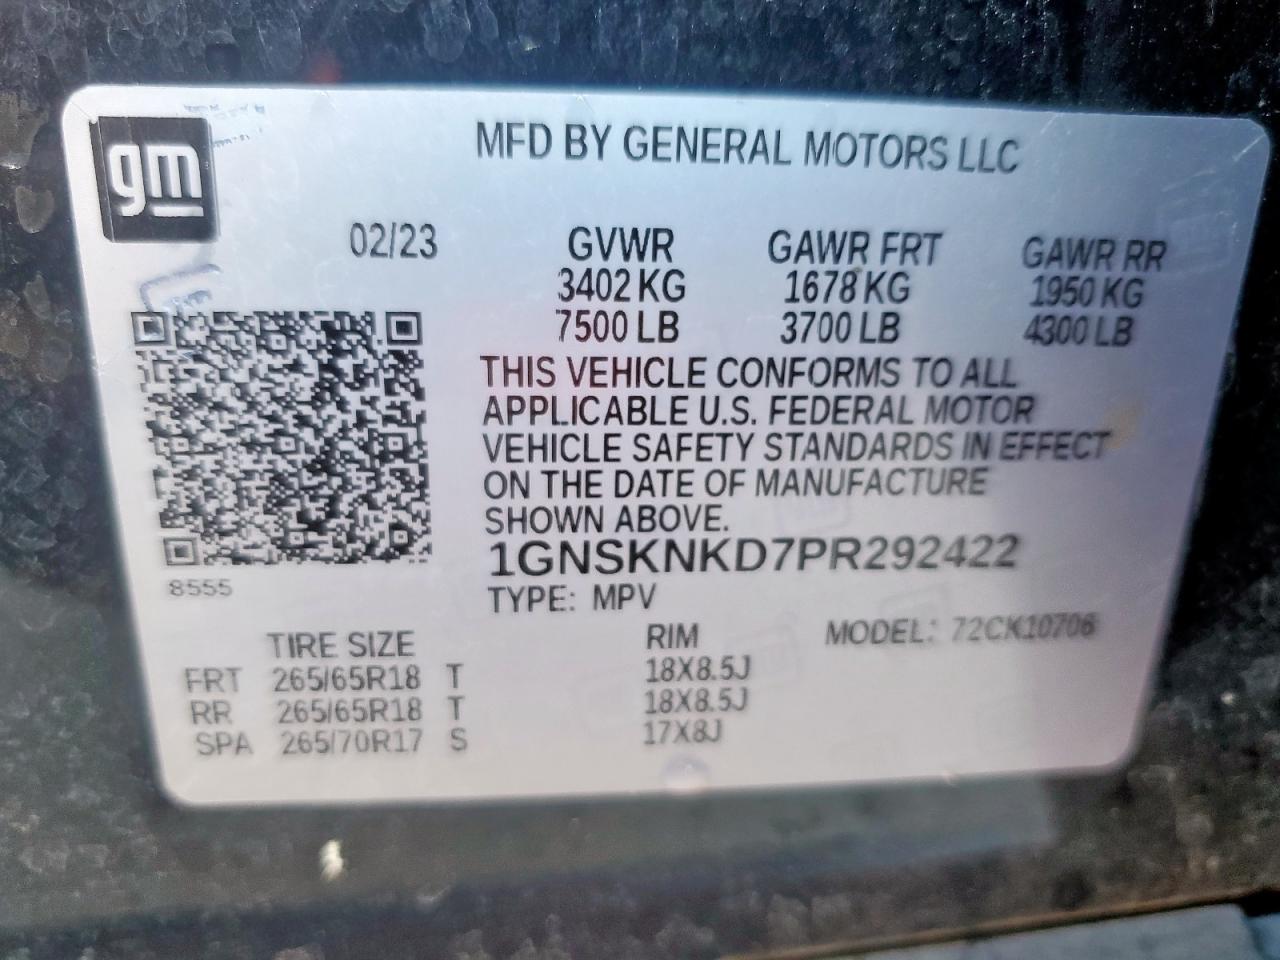 gm
MFD BY GENERAL MOTORS LLC
02/23 GVWR GAWR FRT GAWR RR
3402 KG 1678 KG 1950 KG
7500 LB 3700 LB 4300 LB
THIS VEHICLE CONFORMS TO ALL
APPLICABLE U.S. FEDERAL MOTOR
VEHICLE SAFETY STANDARDS IN EFFECT
ON THE DATE OF MANUFACTURE
SHOWN ABOVE.
1GNSKNKD7PR292422
8555
TYPE: MPV
TIRE SIZE RIM MODEL: 72CK10706
FRT 265/65R18 T 18X8.5J
RR 265/65R18 T 18X8.5J
SPA 265/70R17 S 17X8J